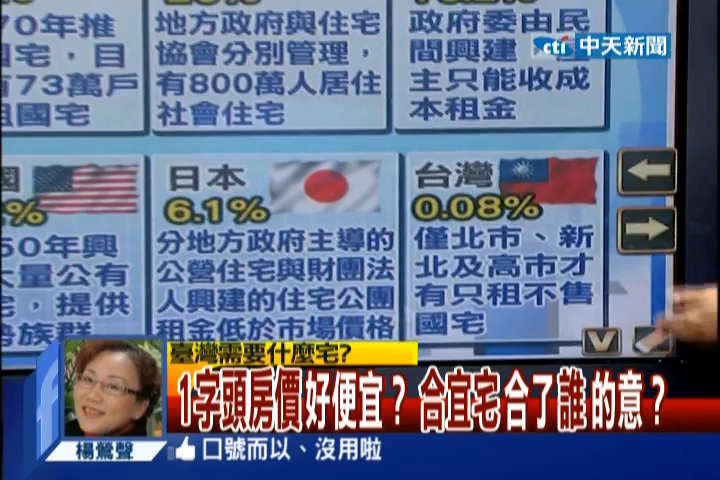 70年推
國宅，目
有73萬戶
租國宅
地方政府與住宅
協會分別管理，
有800萬人居住
社會住宅
政府委由民
間興建
主只能收成
本租金
cti 中天新聞
國
%
50年興
大量公有
宅，提供
勢族群
日本
6.1%
分地方政府主導的
公營住宅與財團法
人興建的住宅公團
租金低於市場價格
台灣
0.08%
僅北市、新
北及高市才
有只租不售
國宅
臺灣需要什麼宅?
1字頭房價好便宜？合宜宅合了誰的意？
楊鶯聲
口號而以、沒用啦